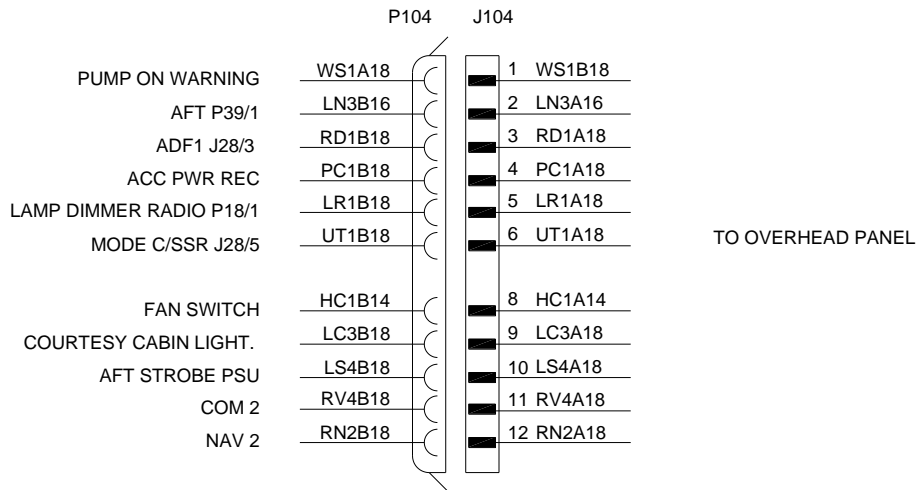 P104 J104
PUMP ON WARNING WS1A18 1 WS1B18
AFT P39/1 LN3B16 2 LN3A16
ADF1 J28/3 RD1B18 3 RD1A18
ACC PWR REC PC1B18 4 PC1A18
LAMP DIMMER RADIO P18/1 LR1B18 5 LR1A18
MODE C/SSR J28/5 UT1B18 6 UT1A18
TO OVERHEAD PANEL
FAN SWITCH HC1B14 8 HC1A14
COURTESY CABIN LIGHT. LC3B18 9 LC3A18
AFT STROBE PSU LS4B18 10 LS4A18
COM 2 RV4B18 11 RV4A18
NAV 2 RN2B18 12 RN2A18